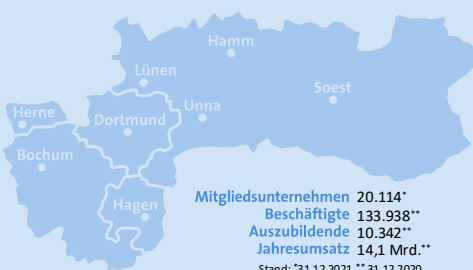 Hamm
Lünen
Soest
Unna
Herne
Dortmund
Bochum
Hagen
Mitgliedsunternehmen 20.114*
Beschäftigte 133.938**
Auszubildende 10.342**
Jahresumsatz 14,1 Mrd.**
Stand: *31.12.2021, **31.12.2020